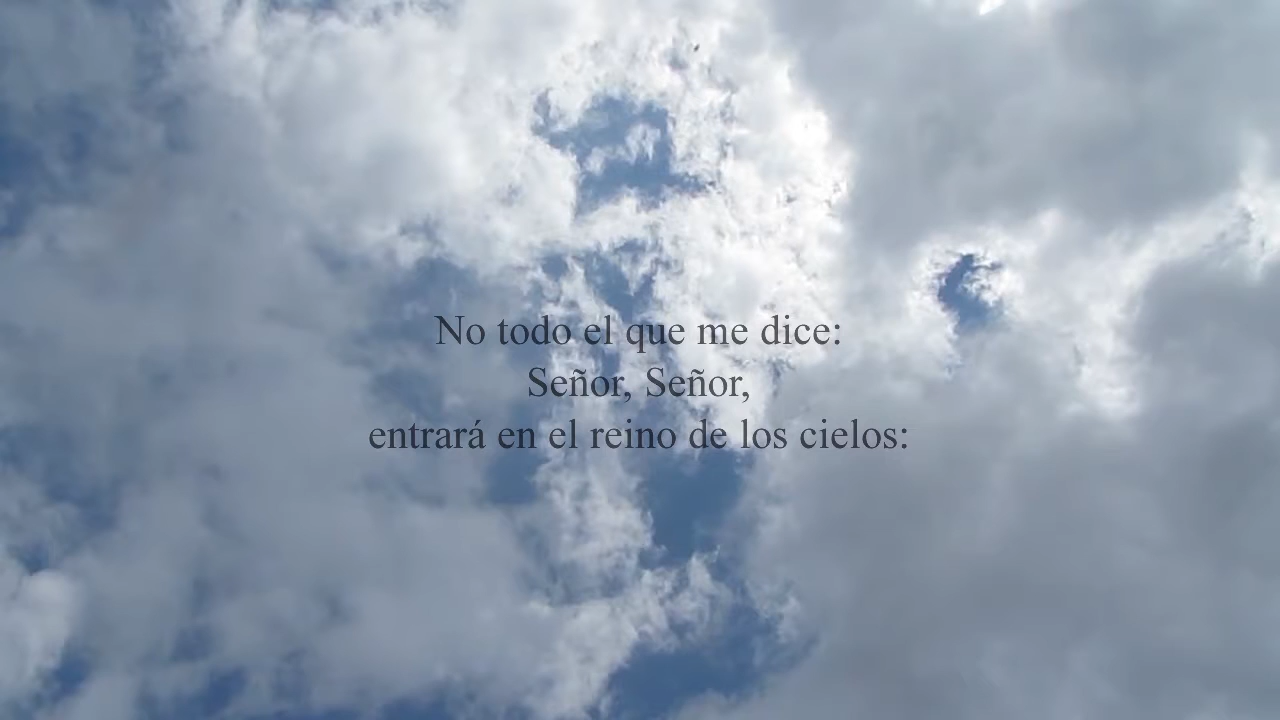 No todo el que me dice:
Señor, Señor,
entrará en el reino de los cielos: